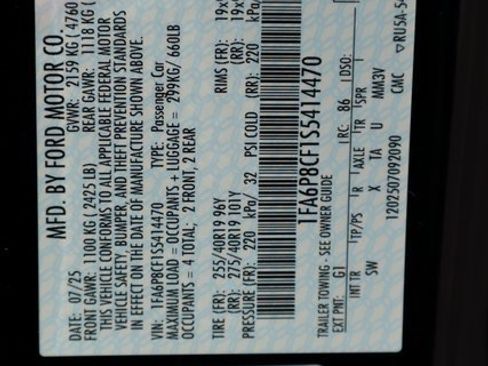 MFD. BY FORD MOTOR CO.
DATE: 07/25 GVWR: 2159 KG (4760
FRONT GAWR: 1100 KG (2425 LB) REAR GAWR: 1118 KG (
THIS VEHICLE CONFORMS TO ALL APPLICABLE FEDERAL MOTOR
VEHICLE SAFETY, BUMPER, AND THEFT PREVENTION STANDARDS
IN EFFECT ON THE DATE OF MANUFACTURE SHOWN ABOVE.
VIN: 1FA6P8CF1S5414470 TYPE: Passenger Car
MAXIMUM LOAD = OCCUPANTS + LUGGAGE = 299KG/ 660LB
OCCUPANTS = 4 TOTAL; 2 FRONT, 2 REAR
TIRE (FR): 255/40R19 96Y RIMS (FR): 19x
(RR): 275/40R19 101Y (RR): 19x
PRESSURE (FR): 220 kPa/ 32 PSI COLD (RR): 220 kPa/
1FA6P8CF1S5414470
TRAILER TOWING - SEE OWNER GUIDE
EXT PNT: G1 RC: 86 DSO:
INT TR TP/PS R AXLE TR SPR
SW X TA U MM3V
1202507092090 CMC ▽RU5A-54